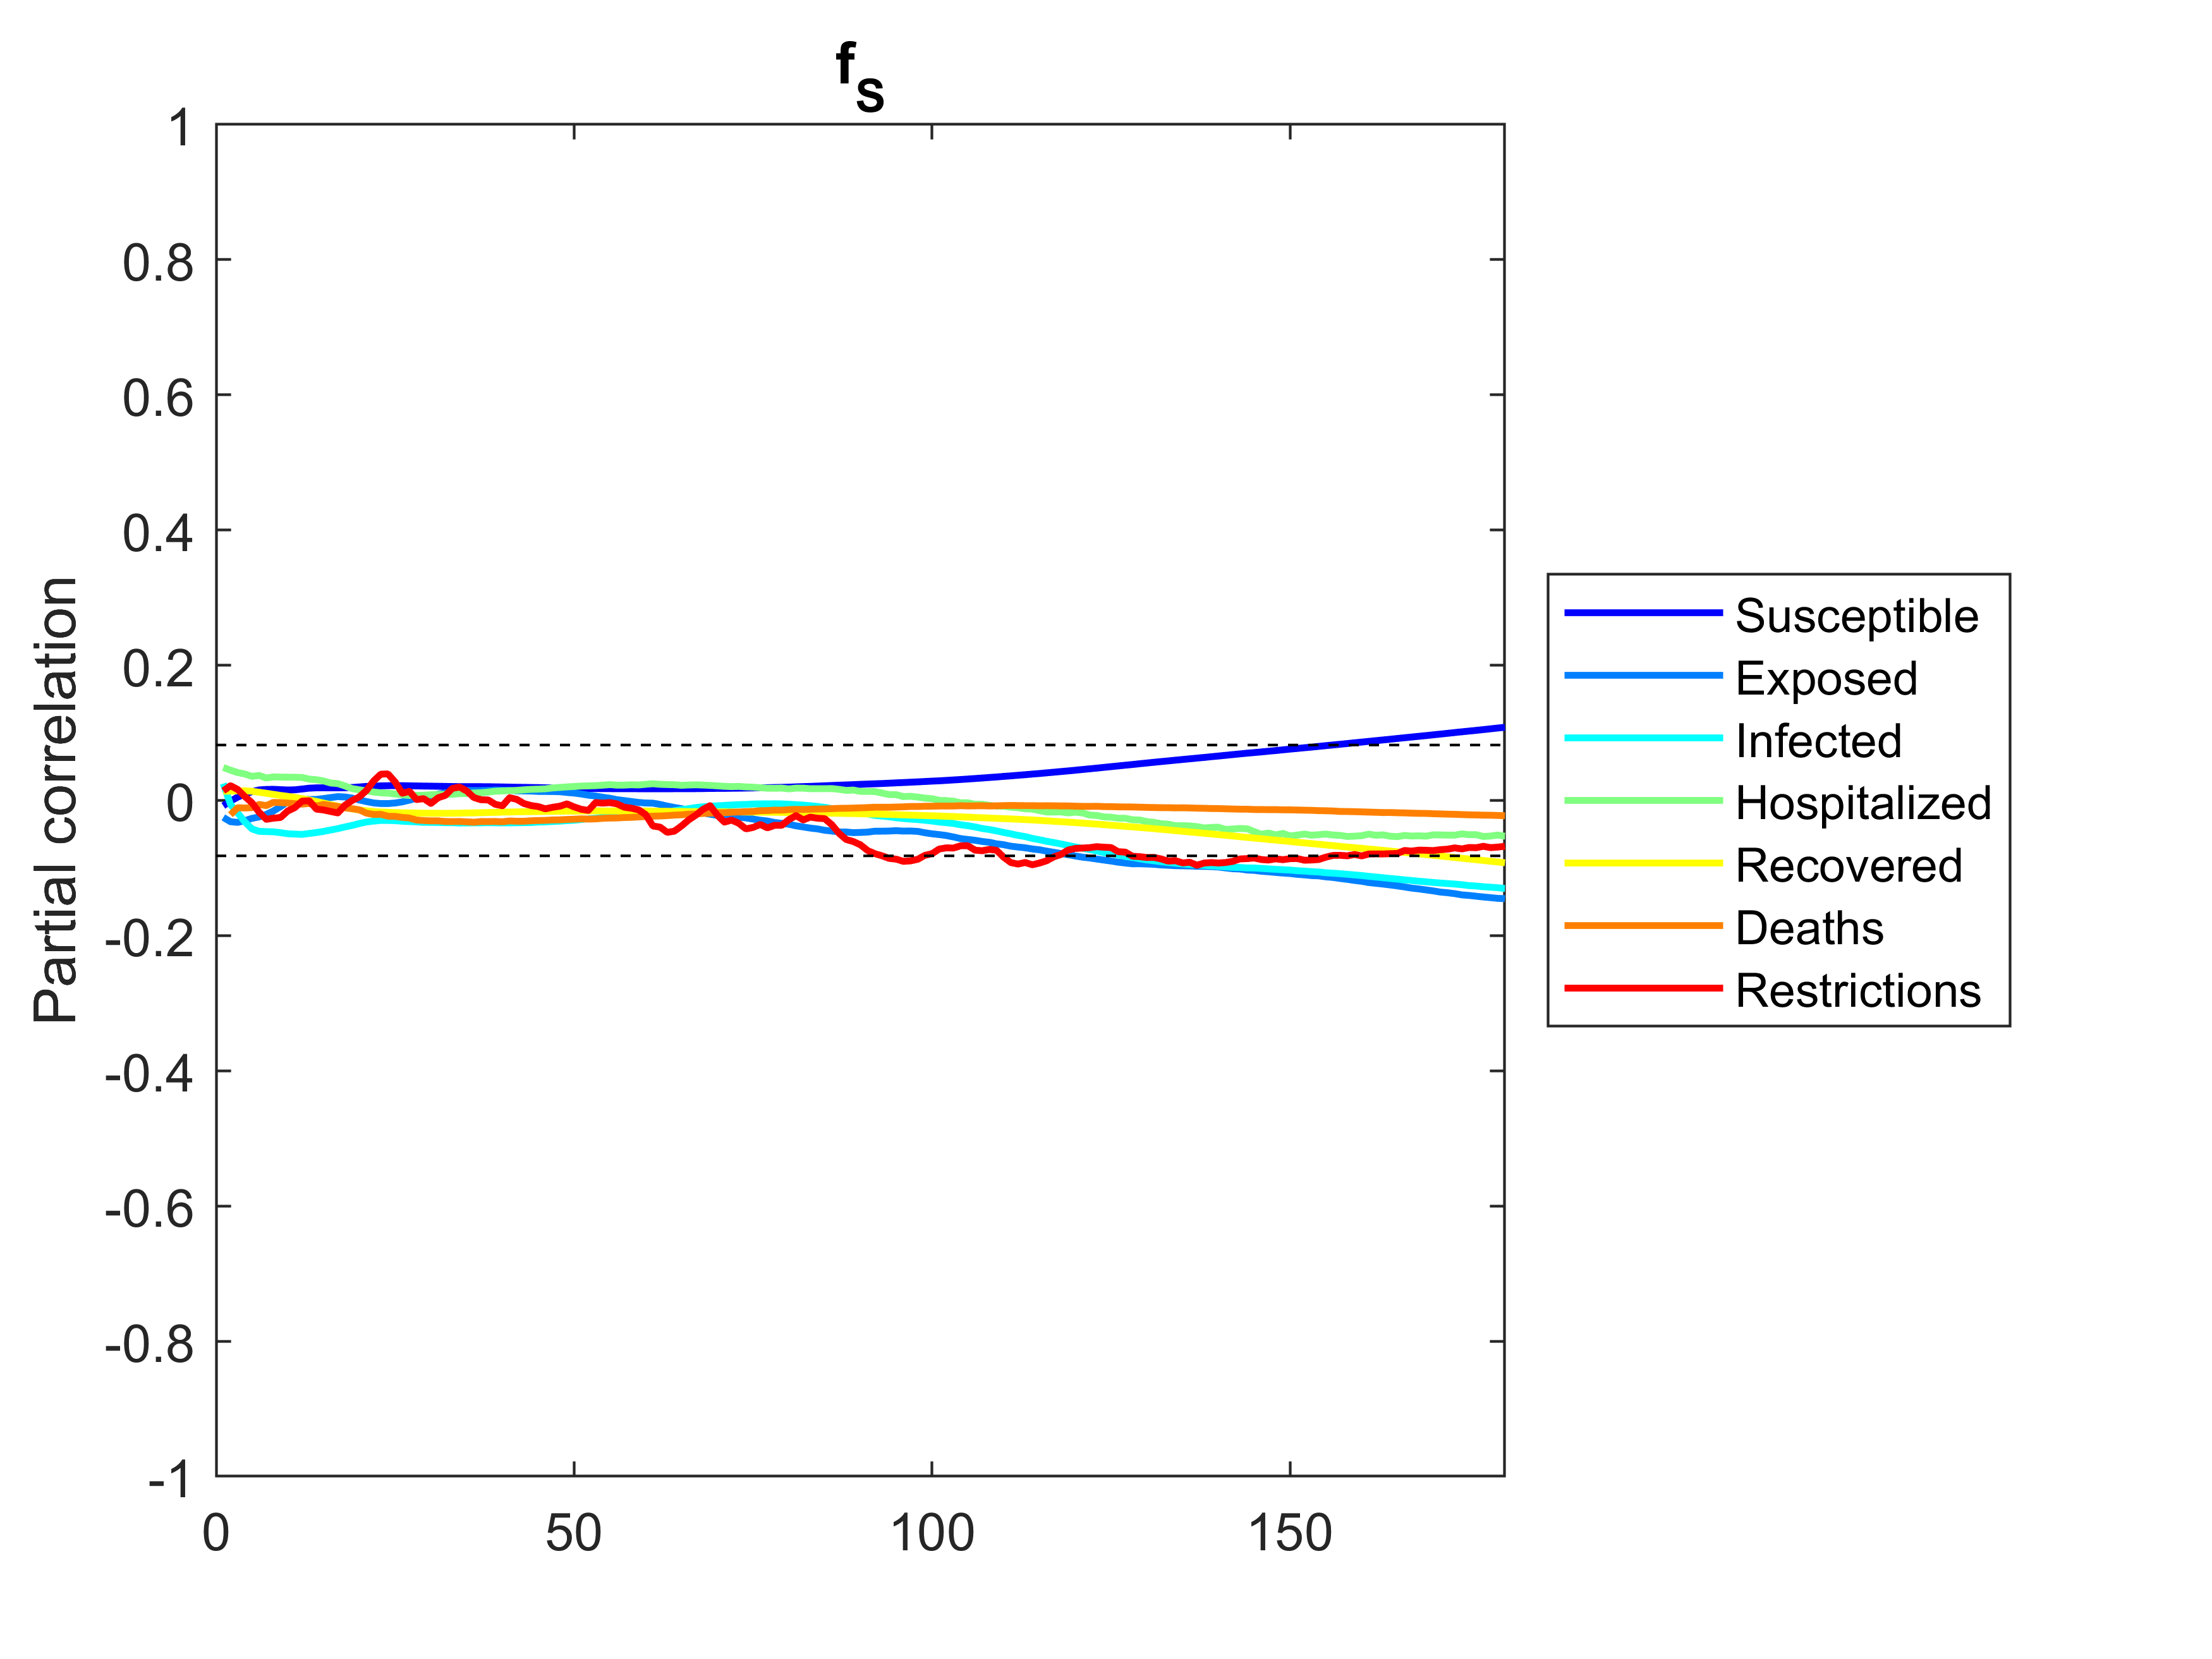 f_S
1
0.8
0.6
0.4
0.2
0
-0.2
-0.4
-0.6
-0.8
-1
Partial correlation
0 50 100 150
Susceptible
Exposed
Infected
Hospitalized
Recovered
Deaths
Restrictions